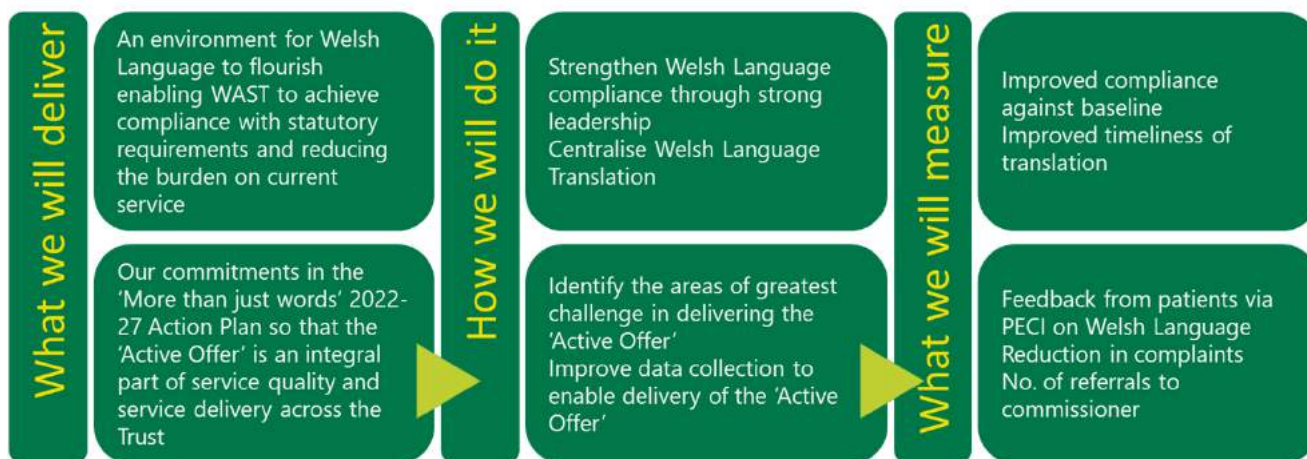 What we will deliver
An environment for Welsh
Language to flourish
enabling WAST to achieve
compliance with statutory
requirements and reducing
the burden on current
service
Our commitments in the
‘More than just words’ 2022-
27 Action Plan so that the
‘Active Offer’ is an integral
part of service quality and
service delivery across the
Trust
How we will do it
Strengthen Welsh Language
compliance through strong
leadership
Centralise Welsh Language
Translation
Identify the areas of greatest
challenge in delivering the
‘Active Offer’
Improve data collection to
enable delivery of the ‘Active
Offer’
What we will measure
Improved compliance
against baseline
Improved timeliness of
translation
Feedback from patients via
PECI on Welsh Language
Reduction in complaints
No. of referrals to
commissioner